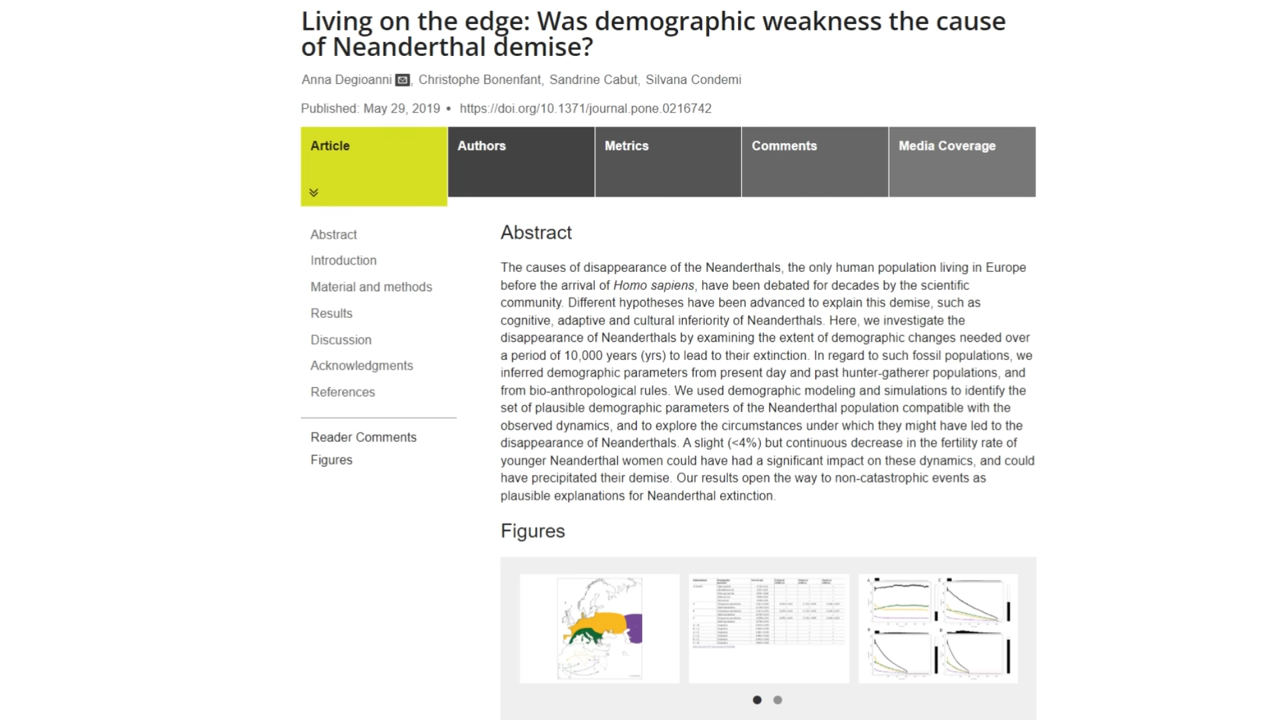 Living on the edge: Was demographic weakness the cause
of Neanderthal demise?
Anna Degioanni, Christophe Bonenfant, Sandrine Cabut, Silvana Condemi
Published: May 29, 2019 • https://doi.org/10.1371/journal.pone.0216742
Article
Authors
Metrics
Comments
Media Coverage
Abstract
Introduction
Material and methods
Results
Discussion
Acknowledgments
References
Reader Comments
Figures
Abstract
The causes of disappearance of the Neanderthals, the only human population living in Europe
before the arrival of Homo sapiens, have been debated for decades by the scientific
community. Different hypotheses have been advanced to explain this demise, such as
cognitive, adaptive and cultural inferiority of Neanderthals. Here, we investigate the
disappearance of Neanderthals by examining the extent of demographic changes needed over
a period of 10,000 years (yrs) to lead to their extinction. In regard to such fossil populations, we
inferred demographic parameters from present day and past hunter-gatherer populations, and
from bio-anthropological rules. We used demographic modeling and simulations to identify the
set of plausible demographic parameters of the Neanderthal population compatible with the
observed dynamics, and to explore the circumstances under which they might have led to the
disappearance of Neanderthals. A slight (<4%) but continuous decrease in the fertility rate of
younger Neanderthal women could have had a significant impact on these dynamics, and could
have precipitated their demise. Our results open the way to non-catastrophic events as
plausible explanations for Neanderthal extinction.
Figures